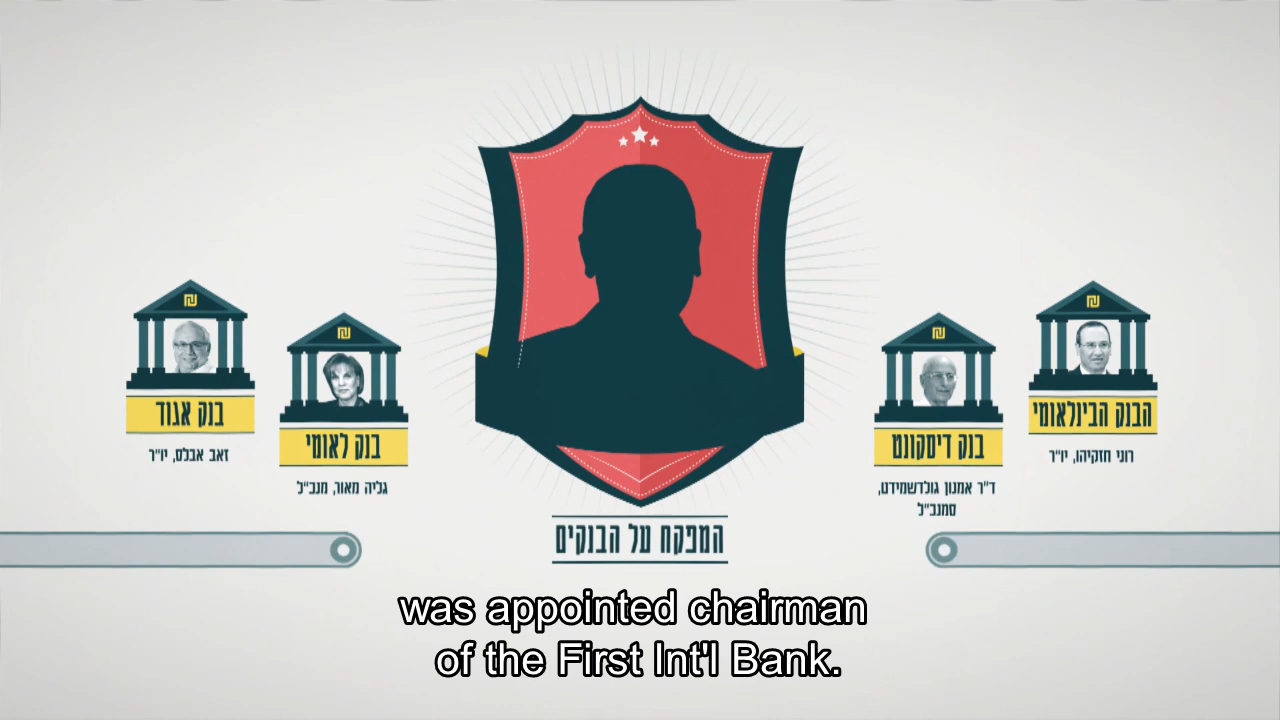 בנק אגוד
זאב אבלס, יו"ר
בנק לאומי
גליה מאור, מנכ"ל
המפקח על הבנקים
בנק דיסקונט
ד"ר אמנון גולדשמידט,
סמנכ"ל
הבנק הבינלאומי
רוני חזקיהו, יו"ר
was appointed chairman
of the First Int'l Bank.